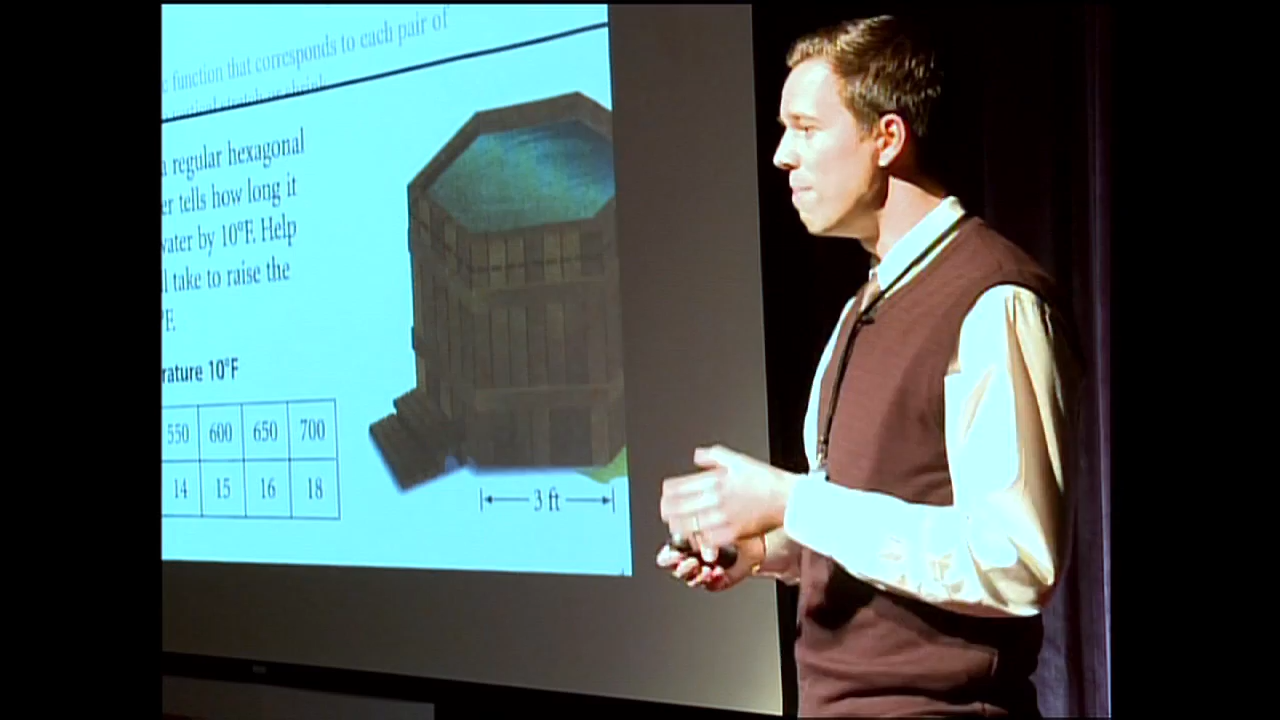 function that corresponds to each pair of
a regular hexagonal
er tells how long it
vater by 10°F. Help
l take to raise the
°F.
rature 10°F
550 600 650 700
14 15 16 18
3 ft